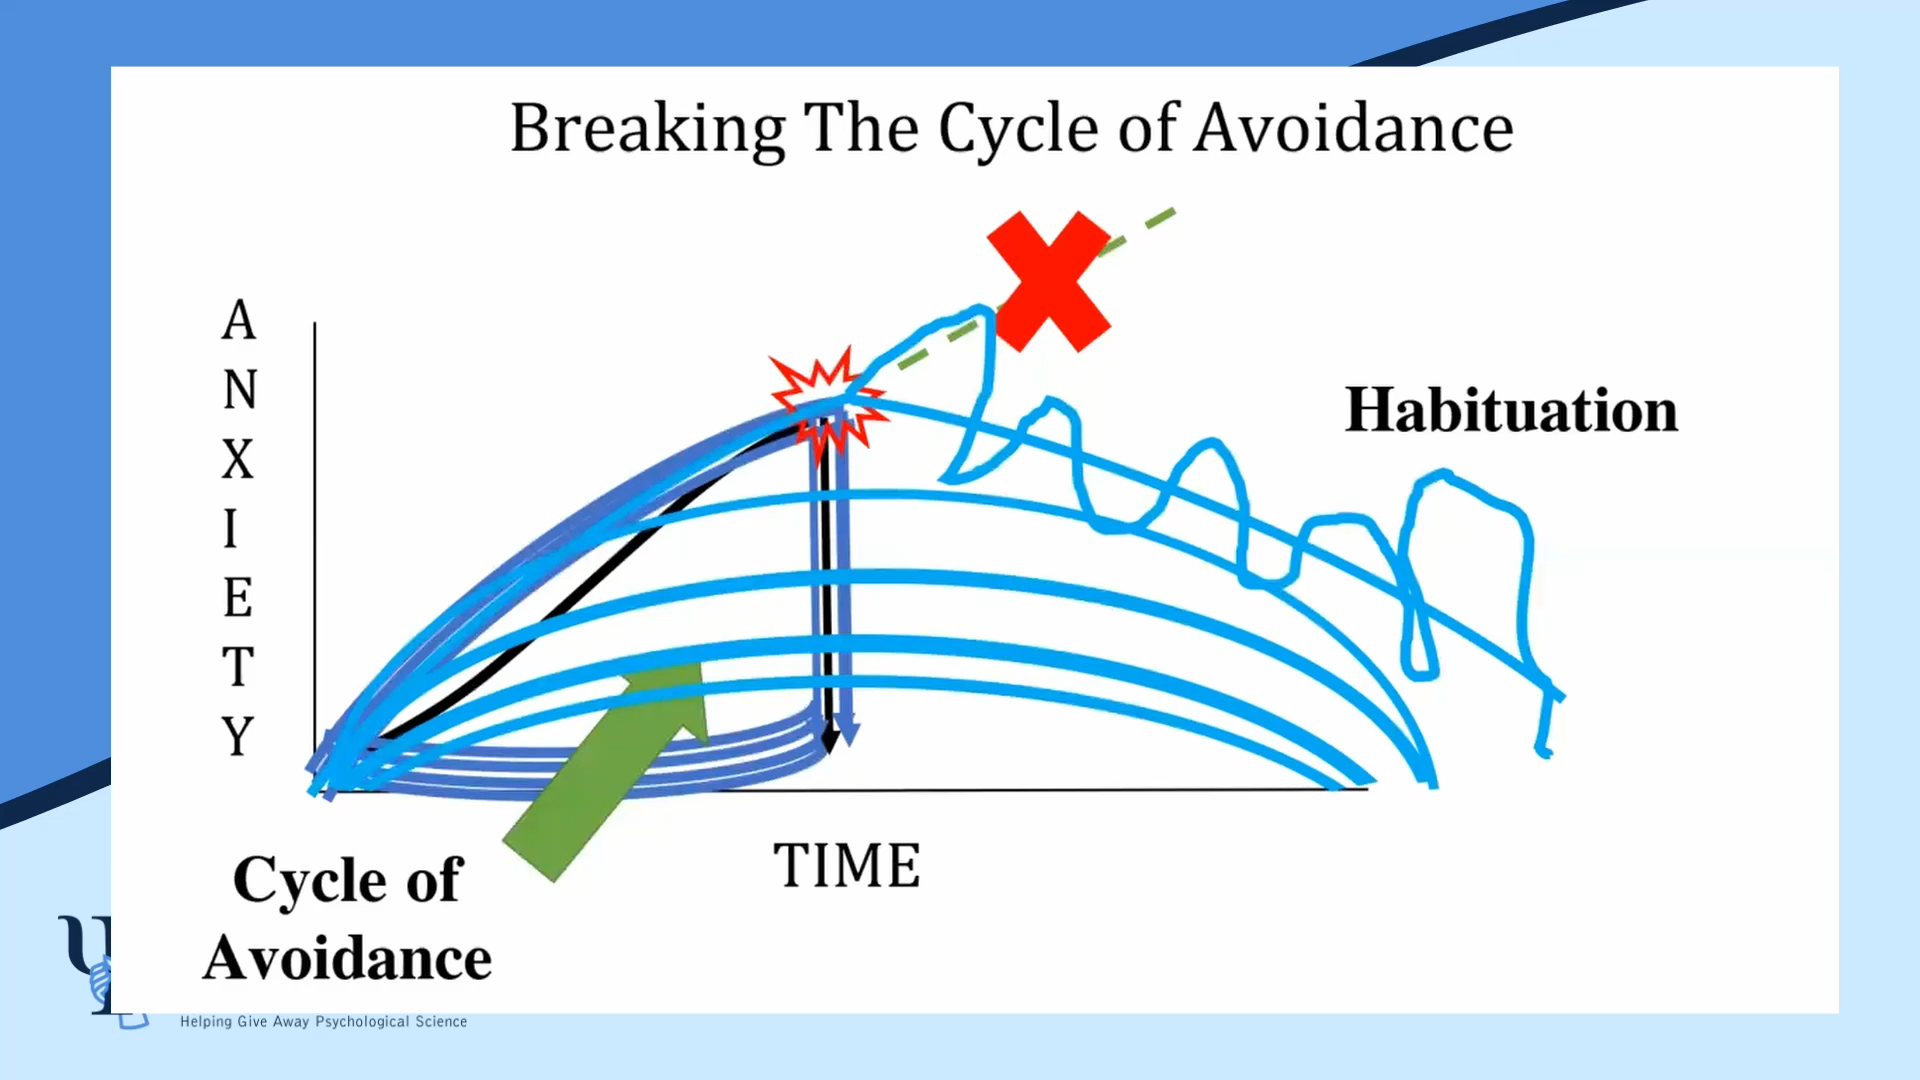 Breaking The Cycle of Avoidance
A
N
X
I
E
T
Y
Habituation
TIME
Cycle of
Avoidance
Helping Give Away Psychological Science